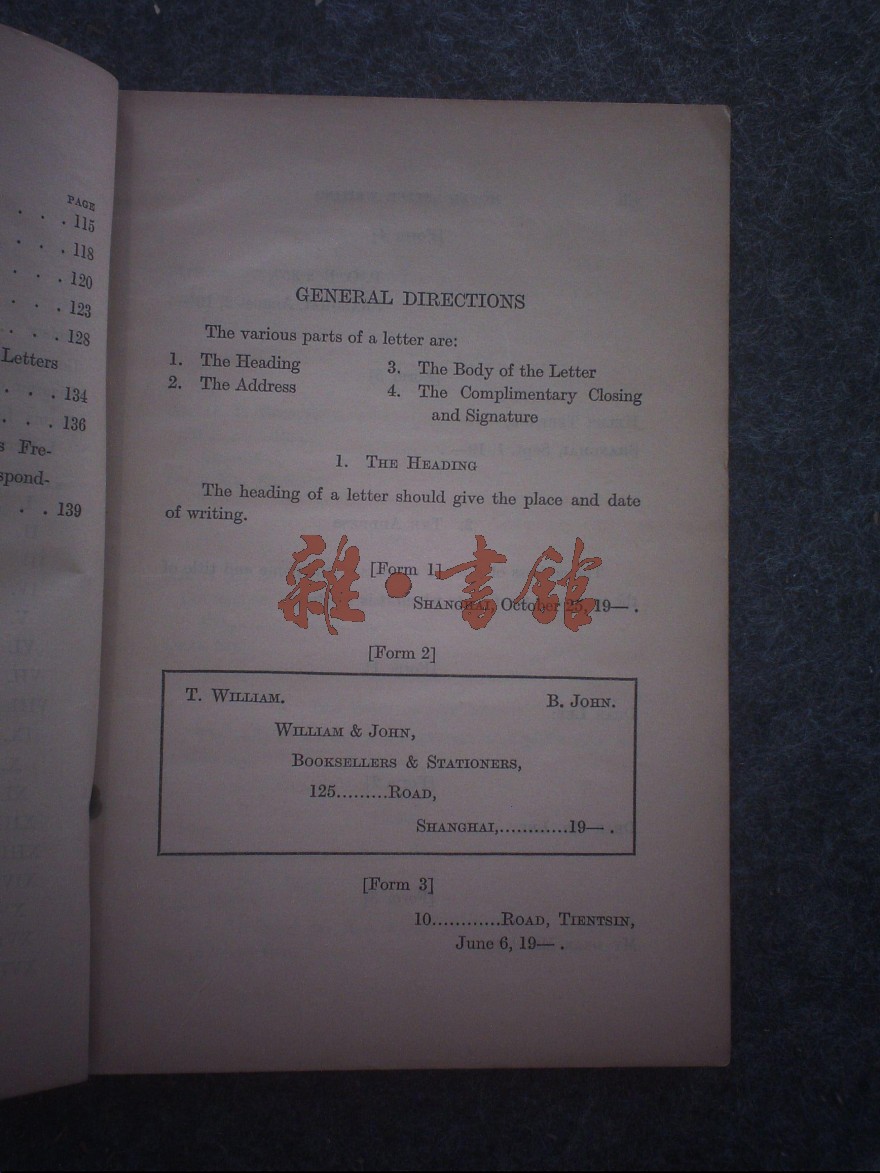 PAGE
. . . 115
. . . 118
. . . 120
. . 123
. . 128
Letters
. . . 134
. . . 136
s Fre-
spond-
. . 139
GENERAL DIRECTIONS
The various parts of a letter are:
1. The Heading
2. The Address
3. The Body of the Letter
4. The Complimentary Closing
and Signature
1. THE HEADING
The heading of a letter should give the place and date
of writing.
[Form 1]
雜·書館
SHANGHAI, October 25, 19—.
[Form 2]
T. WILLIAM. B. JOHN.
WILLIAM & JOHN,
BOOKSELLERS & STATIONERS,
125.........ROAD,
SHANGHAI,............19—.
[Form 3]
10............ROAD, TIENTSIN,
June 6, 19—.